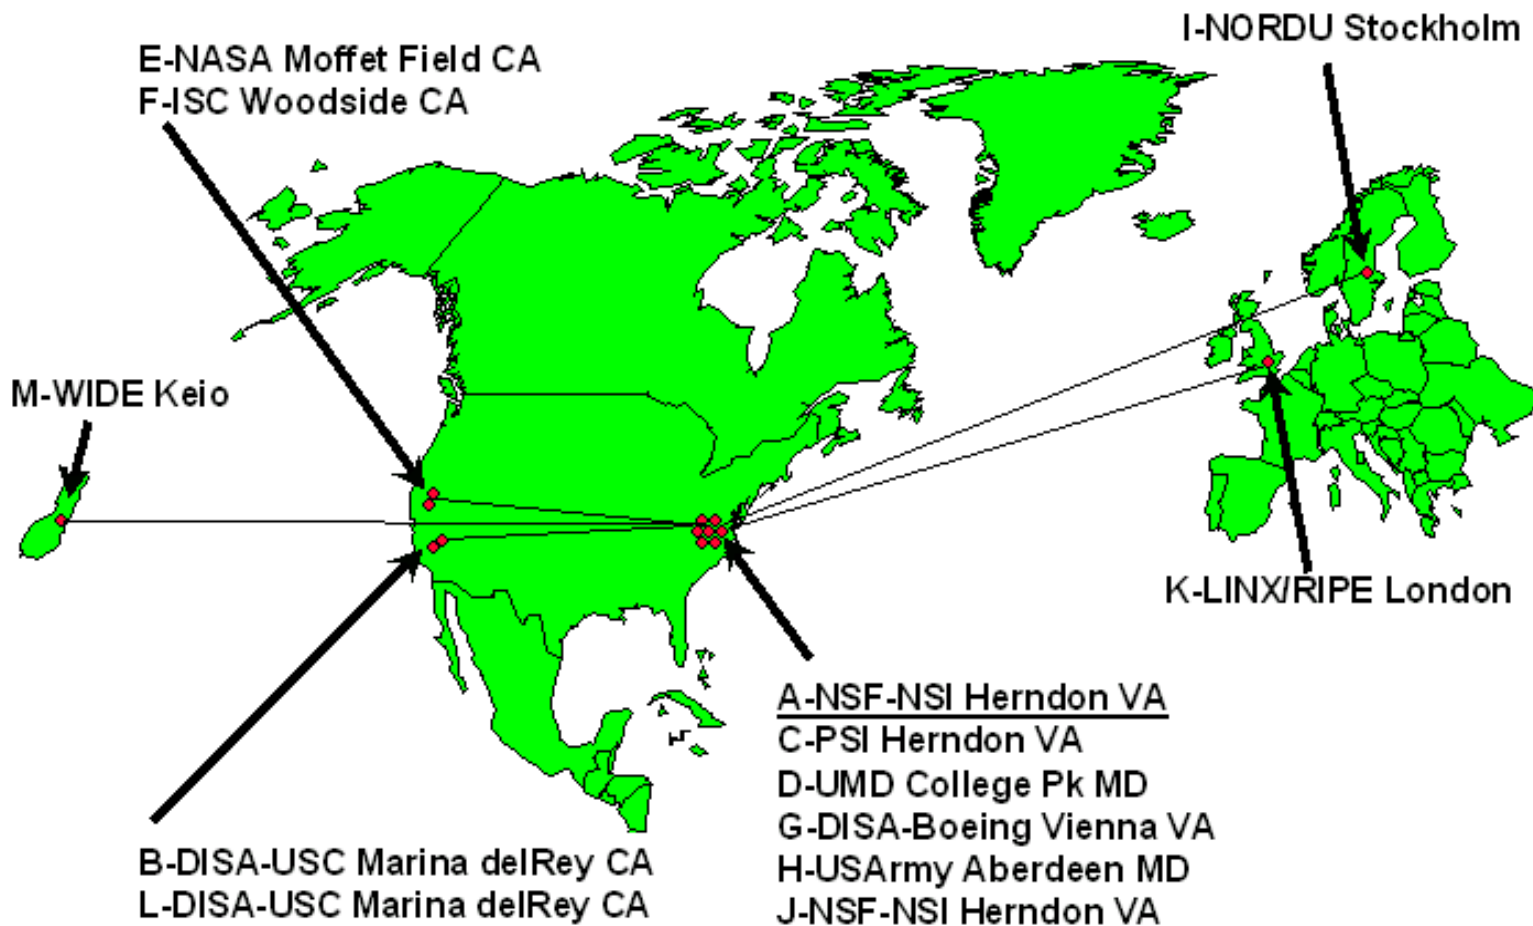 I-NORDU Stockholm
E-NASA Moffet Field CA
F-ISC Woodside CA
M-WIDE Keio
K-LINX/RIPE London
A-NSF-NSI Herndon VA
C-PSI Herndon VA
D-UMD College Pk MD
G-DISA-Boeing Vienna VA
H-USArmy Aberdeen MD
J-NSF-NSI Herndon VA
B-DISA-USC Marina delRey CA
L-DISA-USC Marina delRey CA